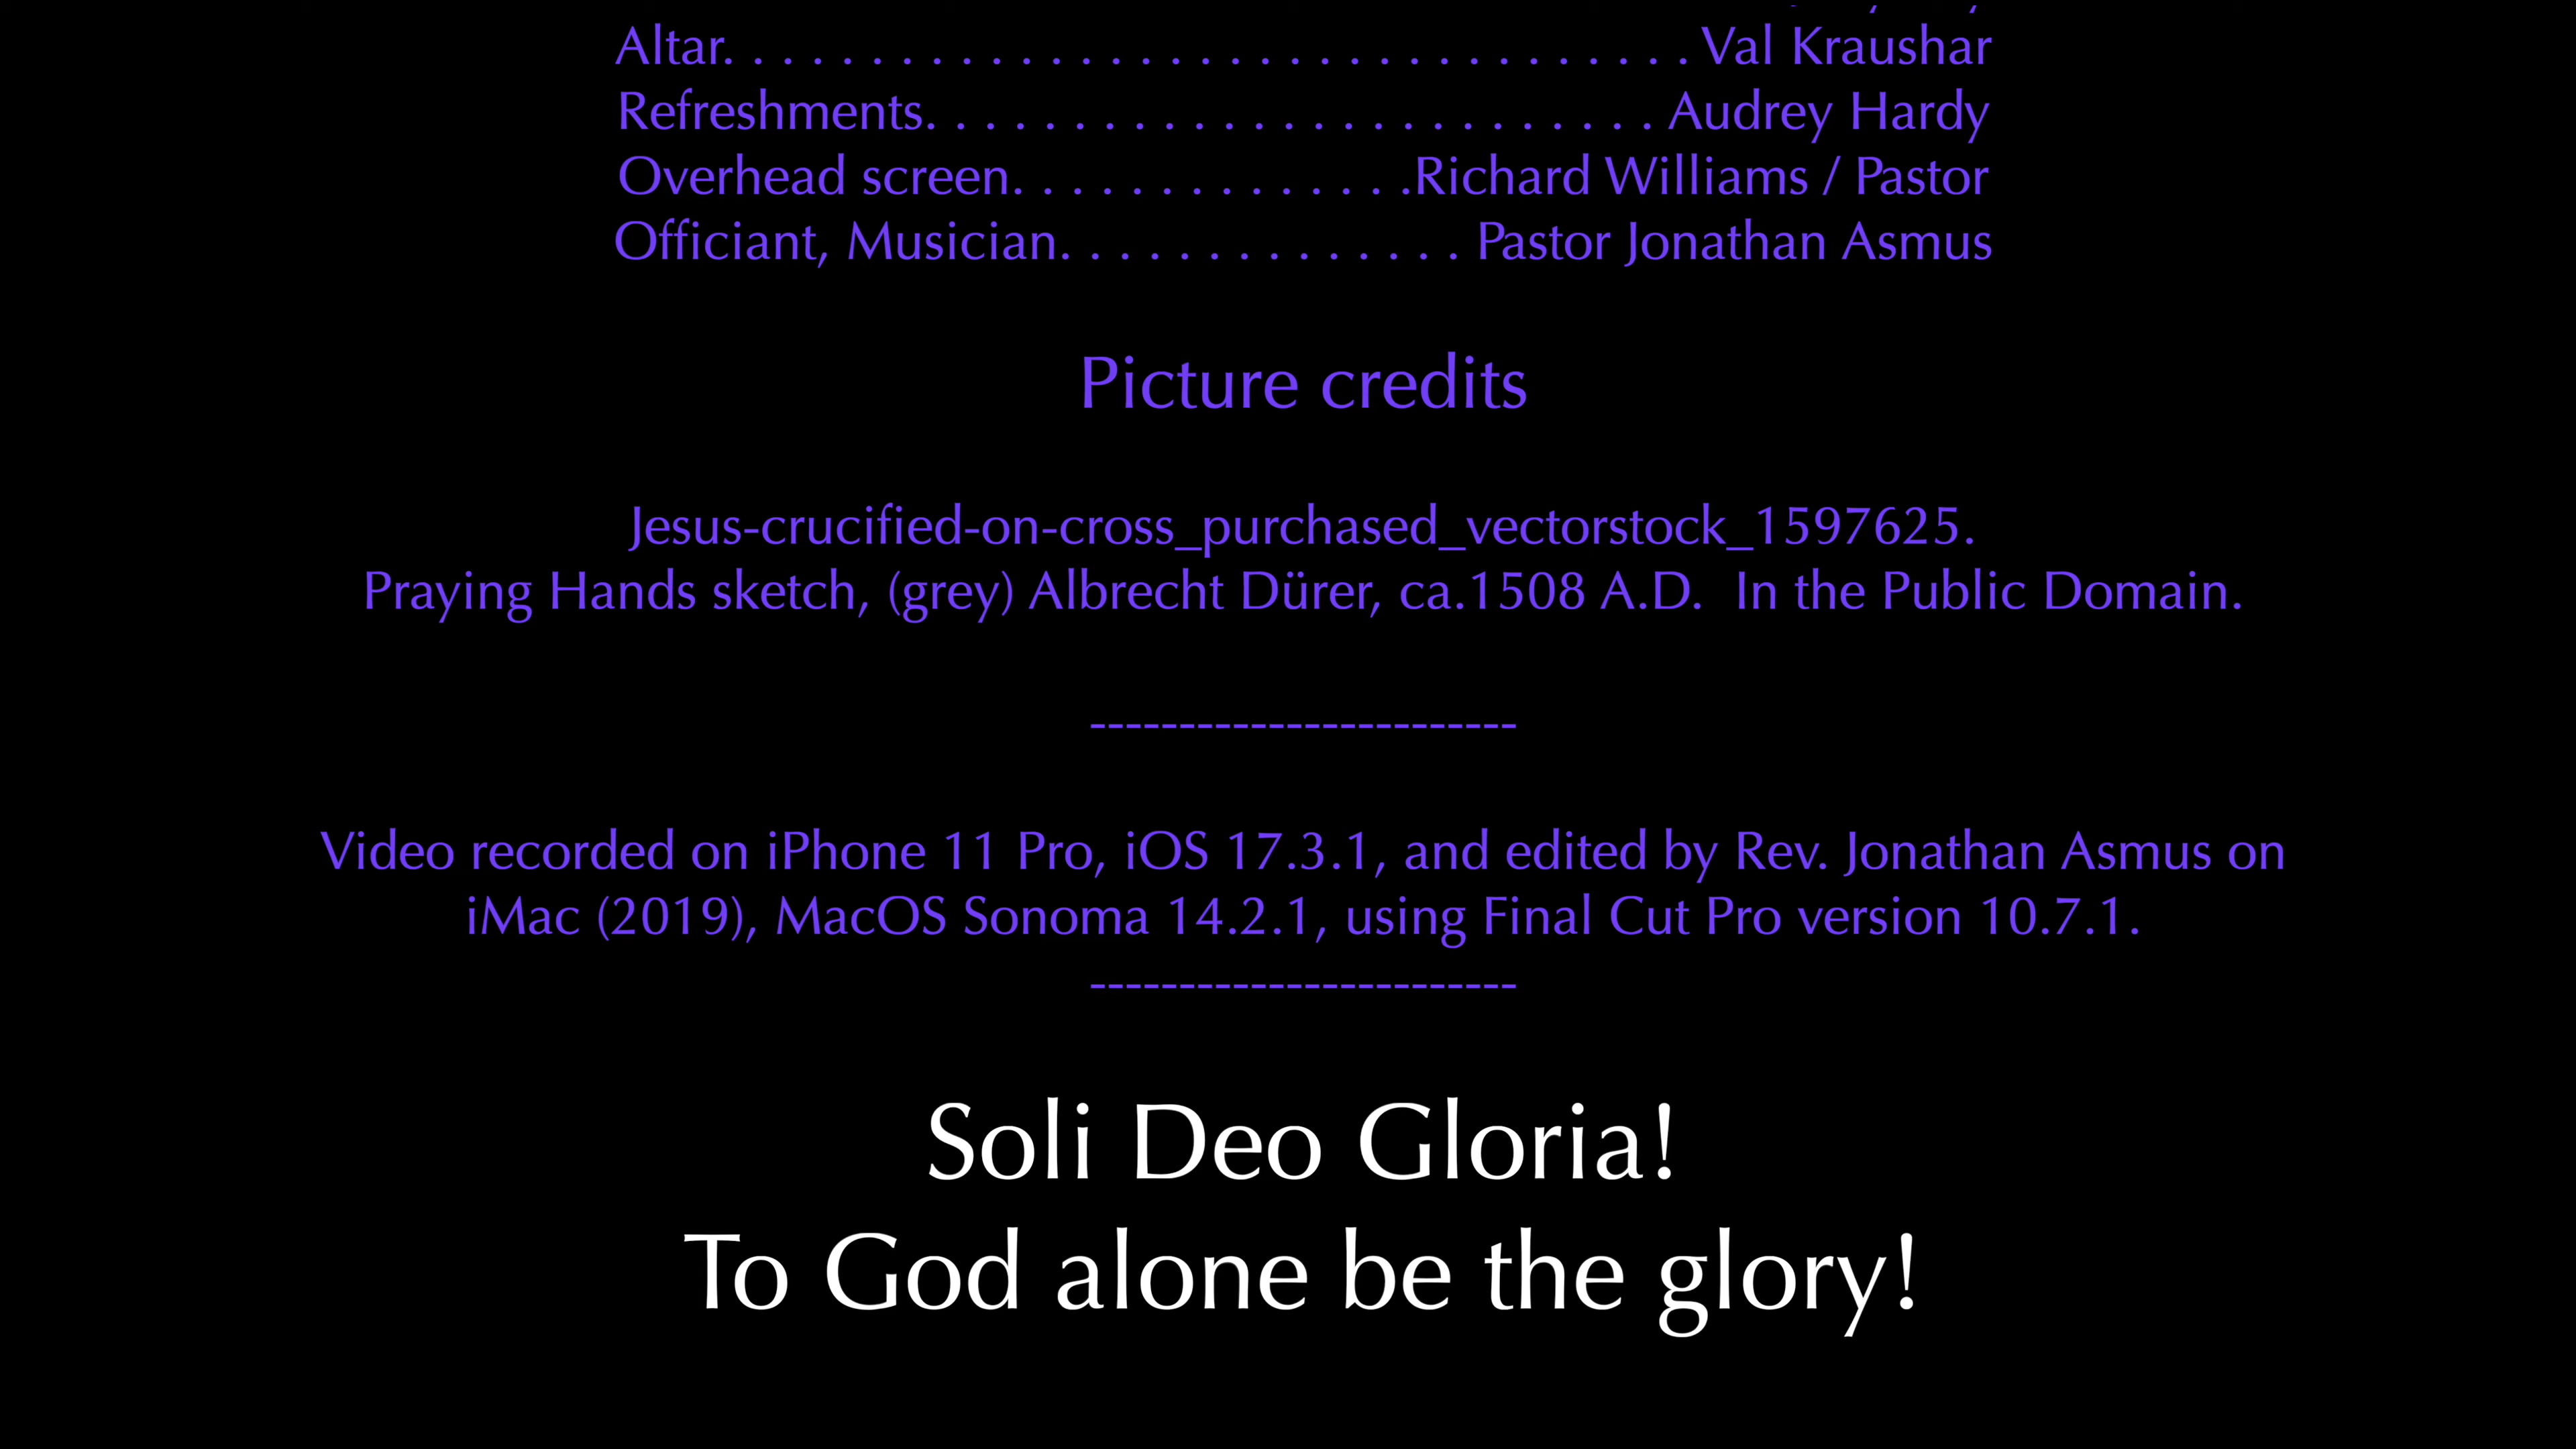 Altar. . . . . . . . . . . . . . . . . . . . . . . . . . . . . . . . . Val Kraushar
Refreshments. . . . . . . . . . . . . . . . . . . . . . . . . Audrey Hardy
Overhead screen. . . . . . . . . . . . . .Richard Williams / Pastor
Officiant, Musician. . . . . . . . . . . . . . Pastor Jonathan Asmus
Picture credits
Jesus-crucified-on-cross_purchased_vectorstock_1597625.
Praying Hands sketch, (grey) Albrecht Dürer, ca.1508 A.D.  In the Public Domain.
------------------------
Video recorded on iPhone 11 Pro, iOS 17.3.1, and edited by Rev. Jonathan Asmus on
iMac (2019), MacOS Sonoma 14.2.1, using Final Cut Pro version 10.7.1.
------------------------
Soli Deo Gloria!
To God alone be the glory!